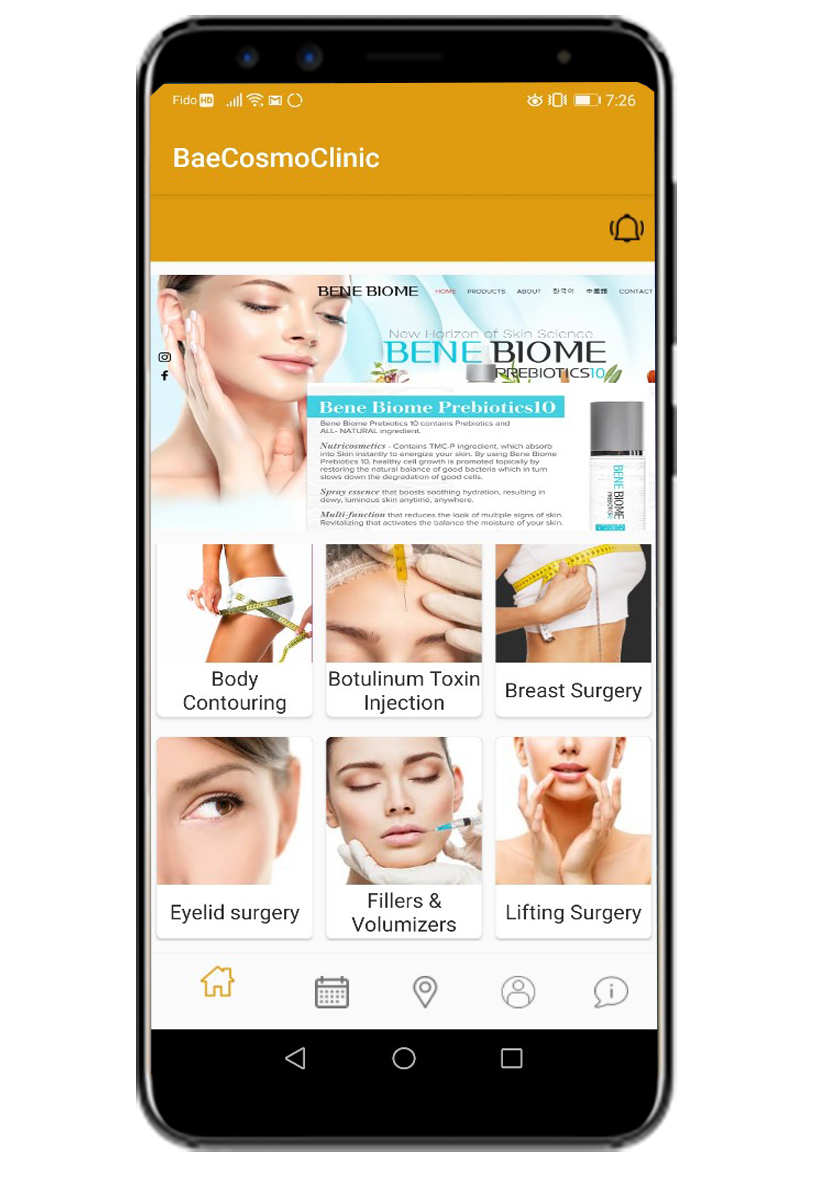 Fido HD 7:26
BaeCosmoClinic
BENE BIOME HOME PRODUCTS ABOUT 한국어 中國語 CONTACT
New Horizon of Skin Science
BENE BIOME
PREBIOTICS10
Bene Biome Prebiotics10
Bene Biome Prebiotics 10 contains Prebiotics and
ALL- NATURAL ingredient.
Nutricosmetics - Contains TMC-P ingredient, which absorb
into Skin instantly to energize your skin. By using Bene Biome
Prebiotics 10, healthy cell growth is promoted topically by
restoring the natural balance of good bacteria which in turn
slows down the degradation of good cells.
Spray essence that boosts soothing hydration, resulting in
dewy, luminous skin anytime, anywhere.
Multi-function that reduces the look of multiple signs of skin.
Revitalizing that activates the balance the moisture of your skin.
BENE BIOME
Body
Contouring
Botulinum Toxin
Injection
Breast Surgery
Eyelid surgery
Fillers &
Volumizers
Lifting Surgery